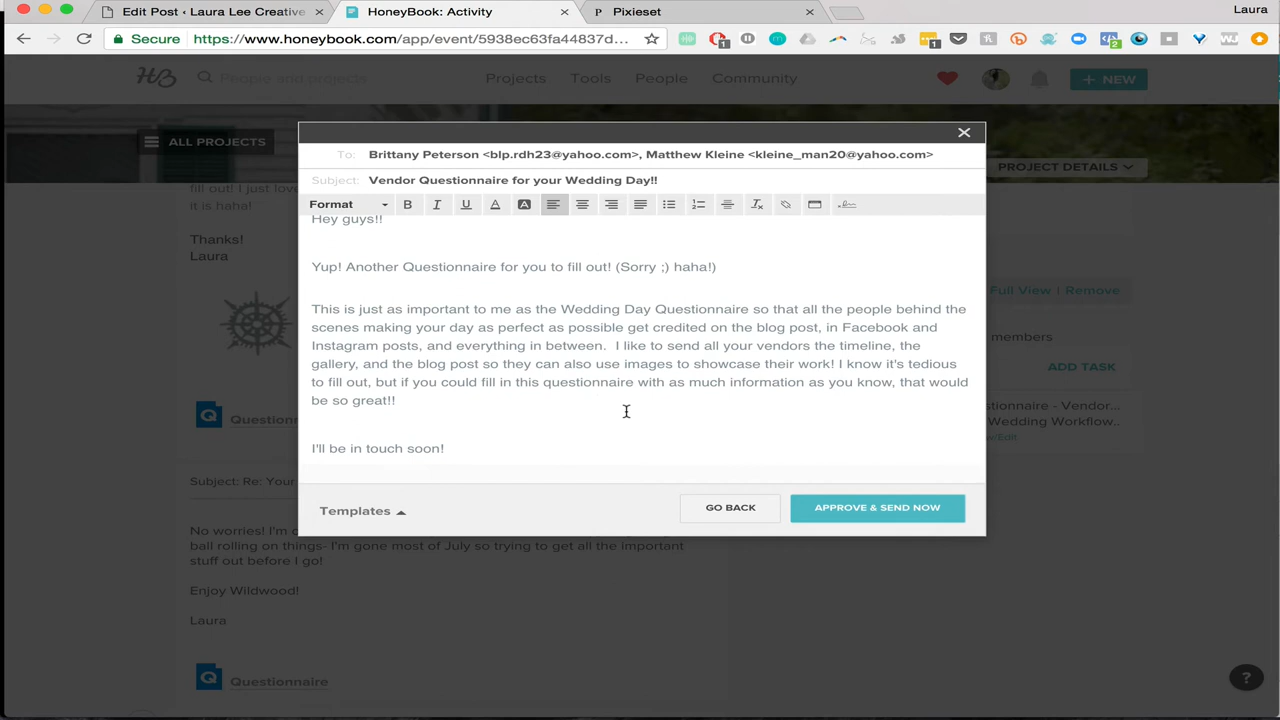 Edit Post ‹ Laura Lee Creative
HoneyBook: Activity
Pixieset
Laura
Secure
https://www.honeybook.com/app/event/5938ec63fa44837d...
People and projects
Projects
Tools
People
Community
+ NEW
ALL PROJECTS
PROJECT DETAILS
To: Brittany Peterson <blp.rdh23@yahoo.com>, Matthew Kleine <kleine_man20@yahoo.com>
Subject: Vendor Questionnaire for your Wedding Day!!
Format
fill out! I just lov
it is haha!
Thanks!
Laura
Hey guys!!
Yup! Another Questionnaire for you to fill out! (Sorry ;) haha!)
This is just as important to me as the Wedding Day Questionnaire so that all the people behind the
scenes making your day as perfect as possible get credited on the blog post, in Facebook and
Instagram posts, and everything in between. I like to send all your vendors the timeline, the
gallery, and the blog post so they can also use images to showcase their work! I know it's tedious
to fill out, but if you could fill in this questionnaire with as much information as you know, that would
be so great!!
I'll be in touch soon!
Templates
GO BACK
APPROVE & SEND NOW
Full View | Remove
members
ADD TASK
estionnaire - Vendor...
Wedding Workflow...
Questionn
Subject: Re: Your
No worries! I'm
ball rolling on things- I'm gone most of July so trying to get all the important
stuff out before I go!
Enjoy Wildwood!
Laura
Questionnaire
?